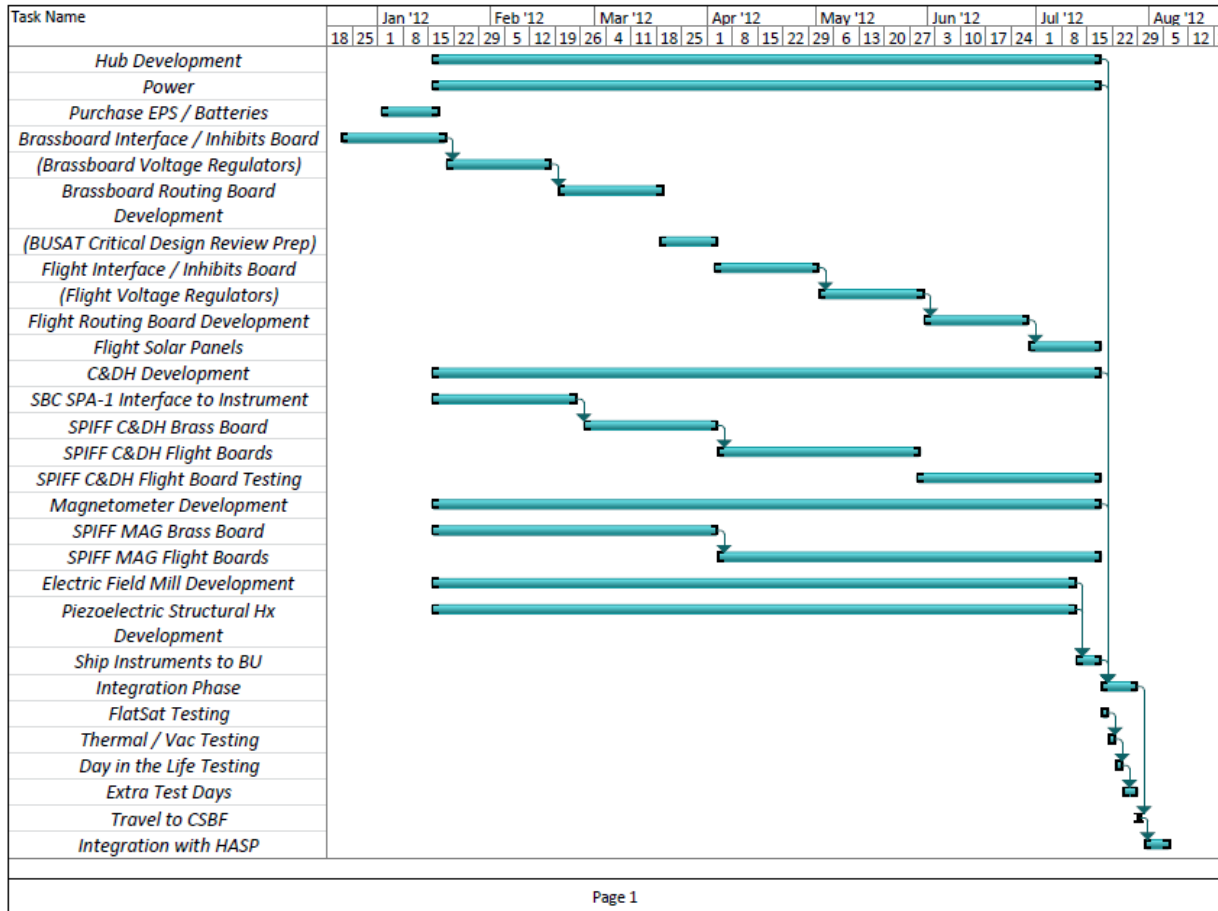 Task Name
Jan '12 Feb '12 Mar '12 Apr '12 May '12 Jun '12 Jul '12 Aug '12
18 25 1 8 15 22 29 5 12 19 26 4 11 18 25 1 8 15 22 29 6 13 20 27 3 10 17 24 1 8 15 22 29 5 12
Hub Development
Power
Purchase EPS / Batteries
Brassboard Interface / Inhibits Board
(Brassboard Voltage Regulators)
Brassboard Routing Board
Development
(BUSAT Critical Design Review Prep)
Flight Interface / Inhibits Board
(Flight Voltage Regulators)
Flight Routing Board Development
Flight Solar Panels
C&DH Development
SBC SPA-1 Interface to Instrument
SPIFF C&DH Brass Board
SPIFF C&DH Flight Boards
SPIFF C&DH Flight Board Testing
Magnetometer Development
SPIFF MAG Brass Board
SPIFF MAG Flight Boards
Electric Field Mill Development
Piezoelectric Structural Hx
Development
Ship Instruments to BU
Integration Phase
FlatSat Testing
Thermal / Vac Testing
Day in the Life Testing
Extra Test Days
Travel to CSBF
Integration with HASP
Page 1